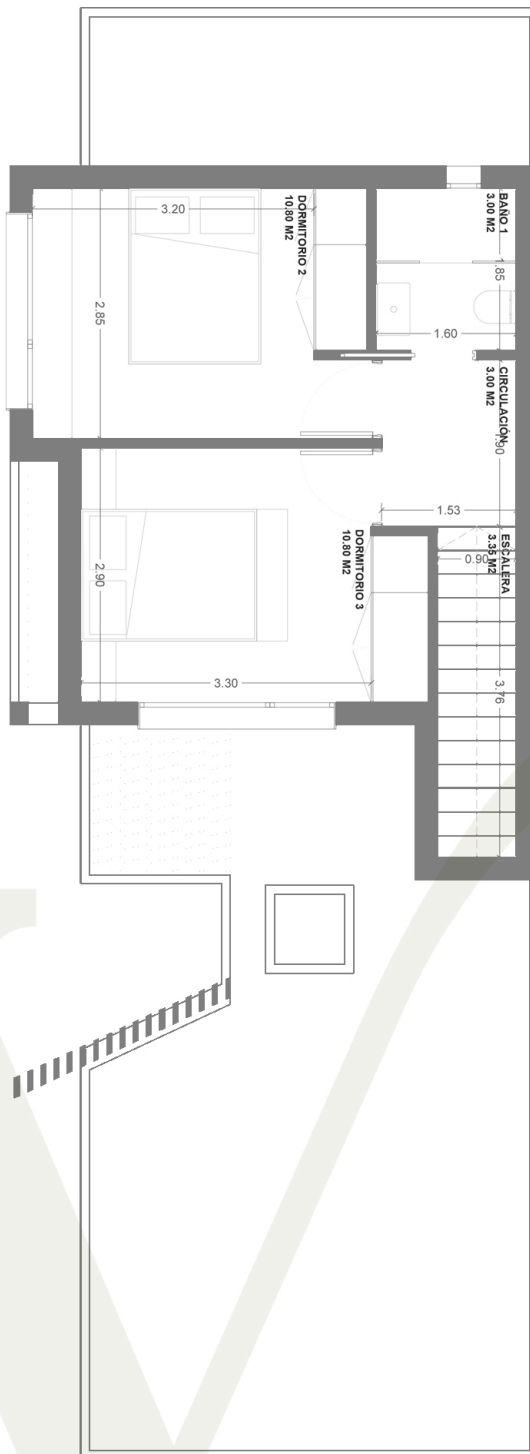 BAÑO 1
3.00 M2
1.85
3.20
DORMITORIO 2
10.80 M2
2.85
1.60
CIRCULACIÓN
3.00 M2
1.90
1.53
ESCALERA
3.35 M2
0.90
DORMITORIO 3
10.80 M2
2.90
3.30
3.76